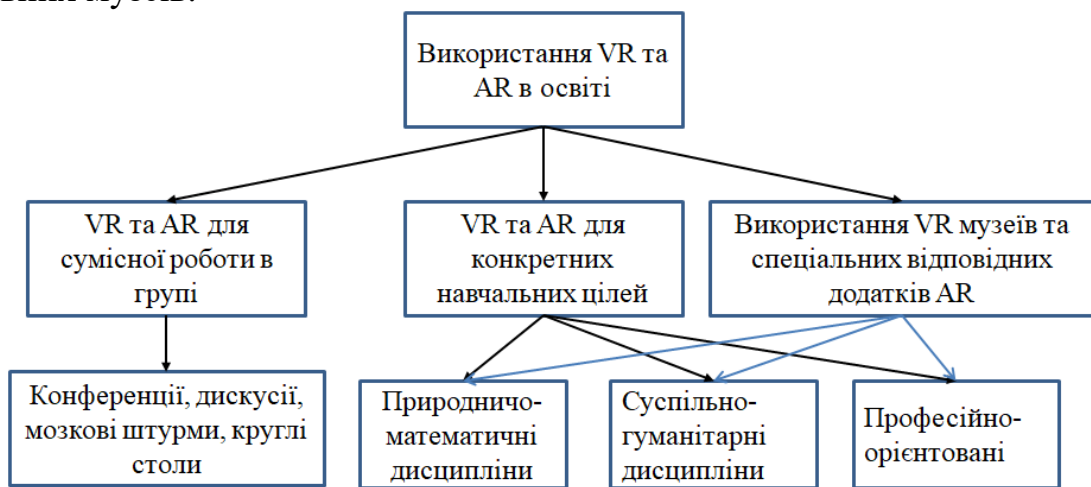 Використання VR та
AR в освіті
VR та AR для
сумісної роботи в
групі
VR та AR для
конкретних
навчальних цілей
Використання VR музеїв та
спеціальних відповідних
додатків AR
Конференції, дискусії,
мозкові штурми, круглі
столи
Природничо-
математичні
дисципліни
Суспільно-
гуманітарні
дисципліни
Професійно-
орієнтовані